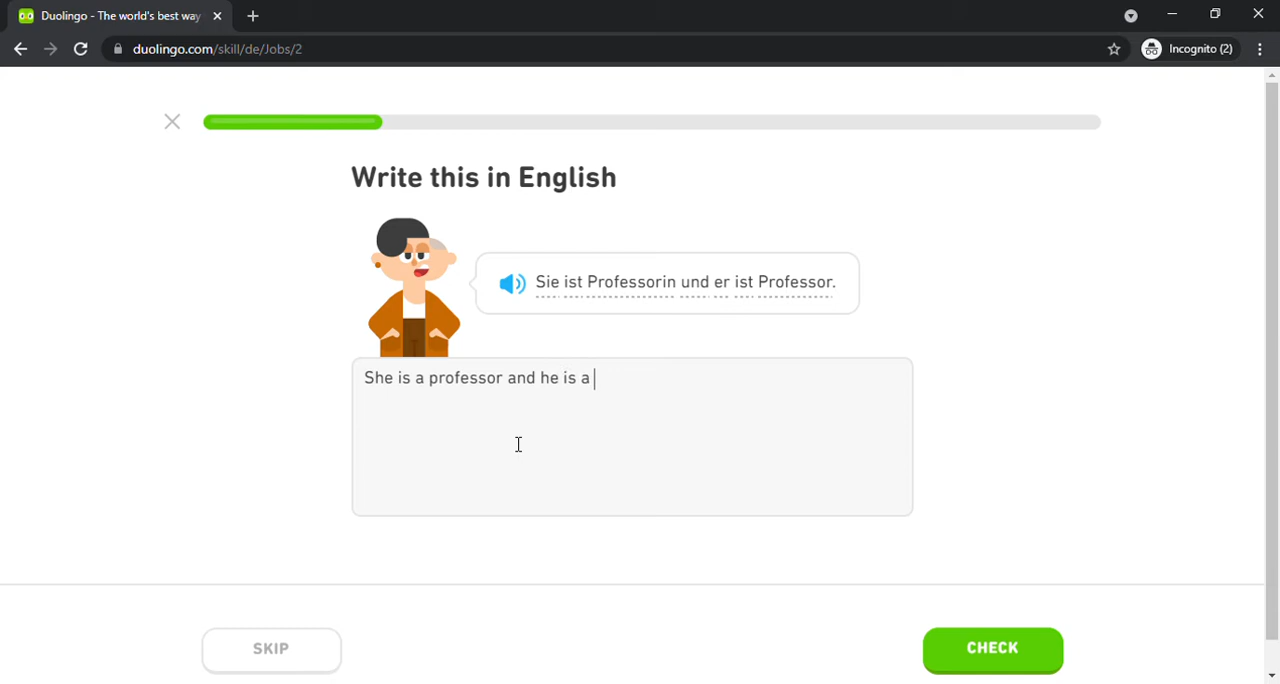 Duolingo - The world's best way
duolingo.com/skill/de/Jobs/2
Incognito (2)
Write this in English
Sie ist Professorin und er ist Professor.
She is a professor and he is a
SKIP
CHECK